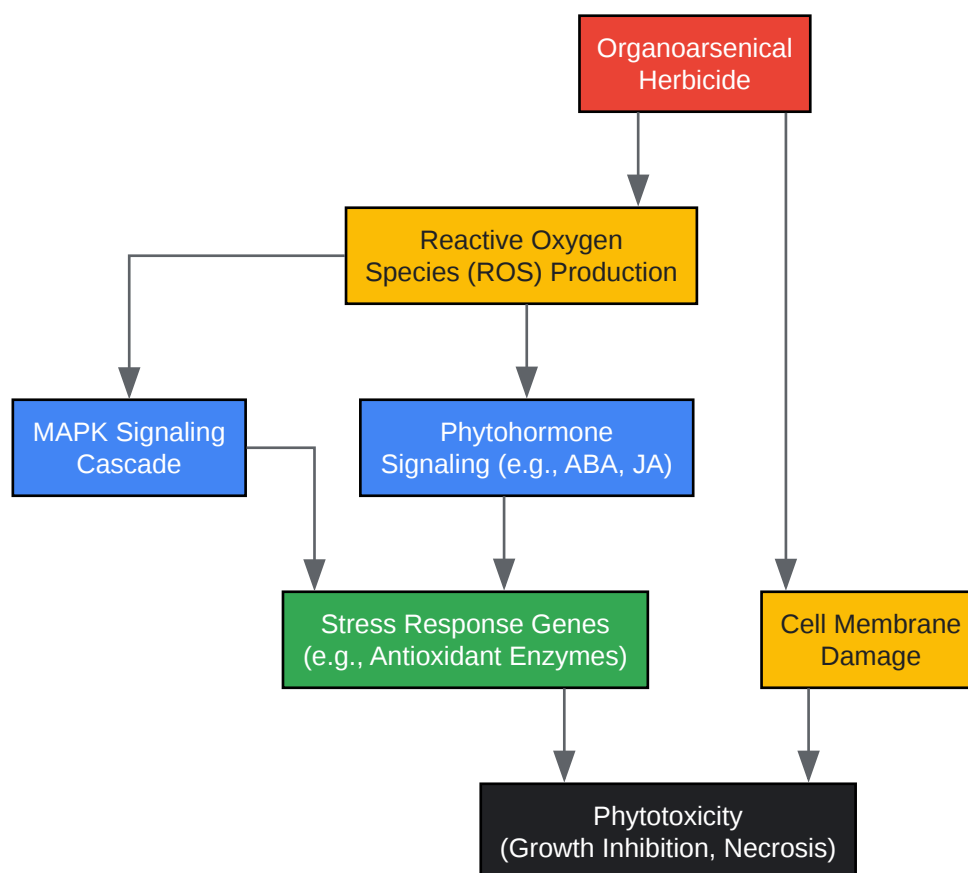 Organoarsenical
Herbicide
Reactive Oxygen
Species (ROS) Production
MAPK Signaling
Cascade
Phytohormone
Signaling (e.g., ABA, JA)
Stress Response Genes
(e.g., Antioxidant Enzymes)
Cell Membrane
Damage
Phytotoxicity
(Growth Inhibition, Necrosis)